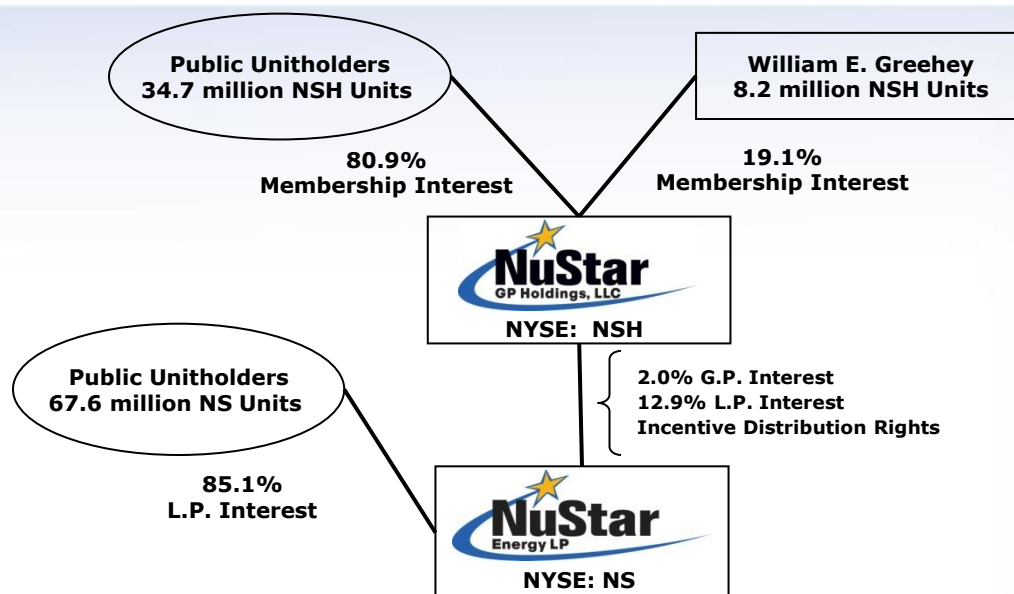 Public Unitholders
34.7 million NSH Units
William E. Greehey
8.2 million NSH Units
80.9%
Membership Interest
19.1%
Membership Interest
NuStar
GP Holdings, LLC
NYSE: NSH
Public Unitholders
67.6 million NS Units
2.0% G.P. Interest
12.9% L.P. Interest
Incentive Distribution Rights
85.1%
L.P. Interest
NuStar
Energy LP
NYSE: NS